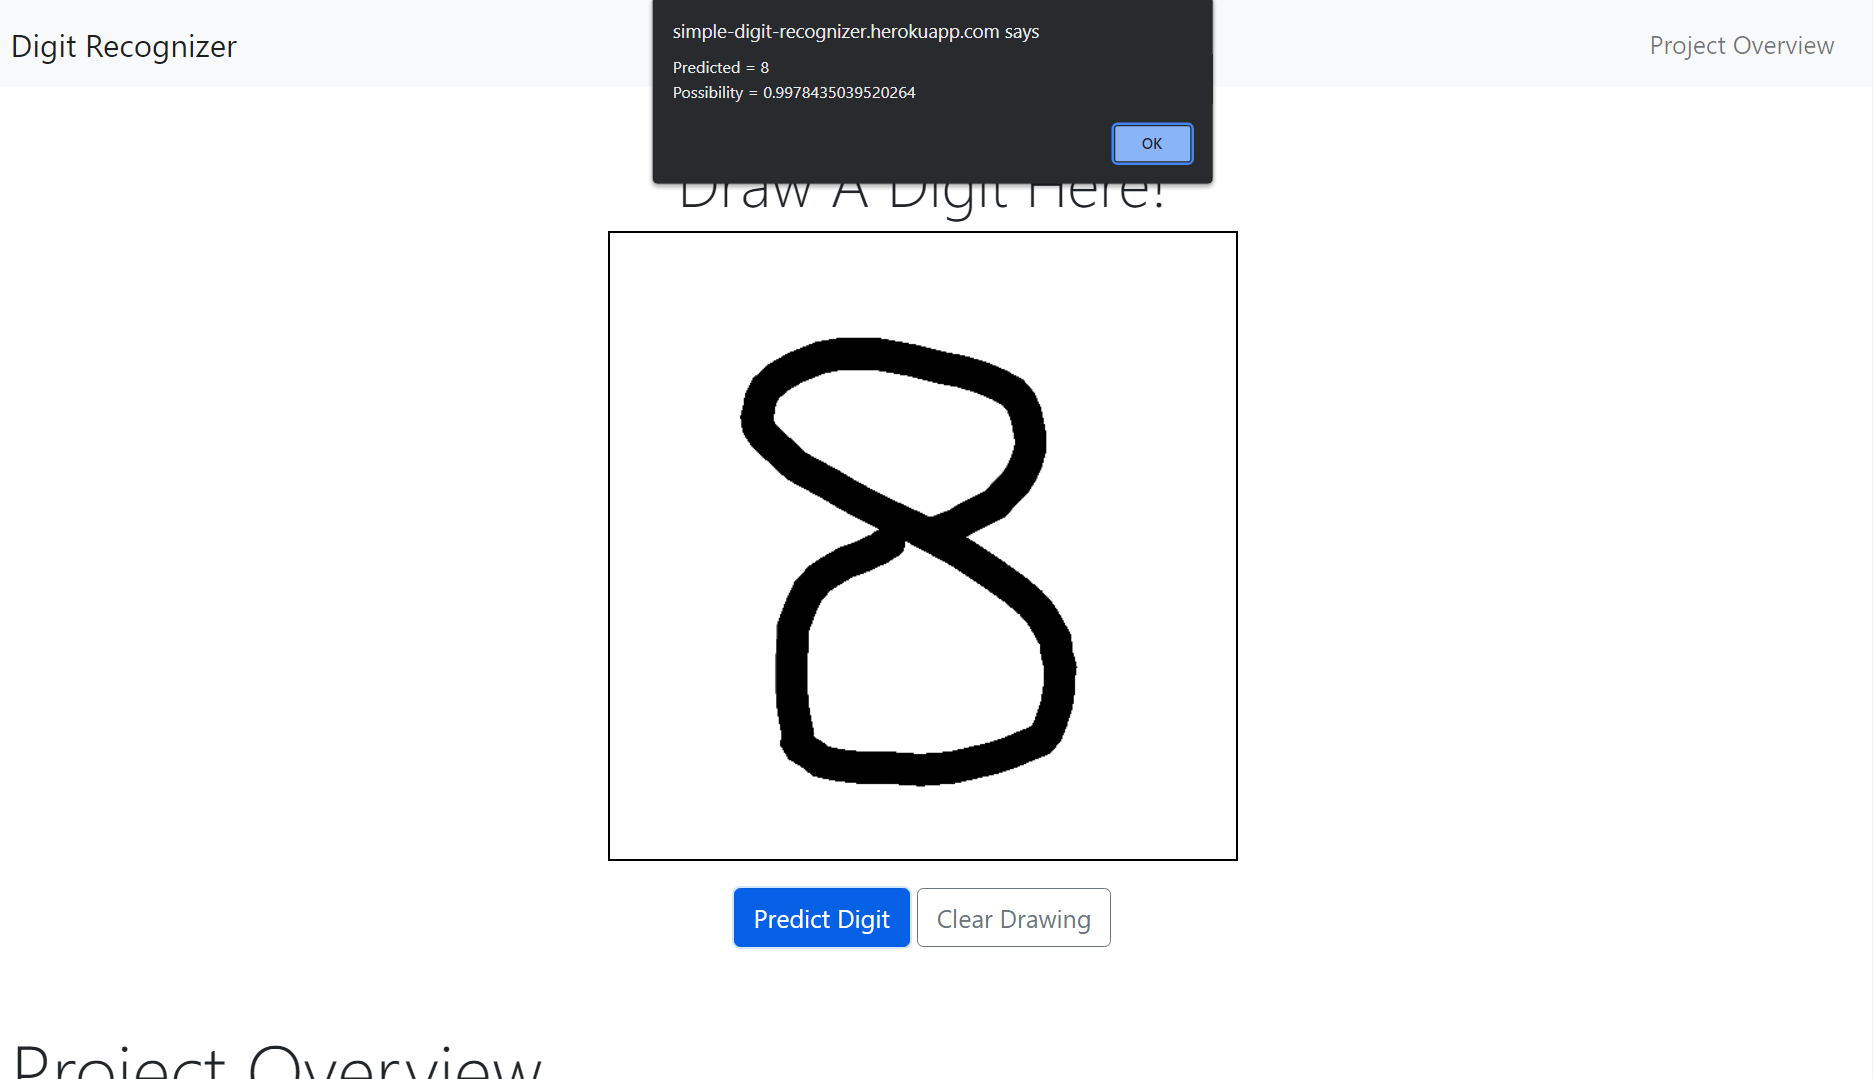 Digit Recognizer
Project Overview
simple-digit-recognizer.herokuapp.com says
Predicted = 8
Possibility = 0.9978435039520264
OK
Draw A Digit Here!
8
Predict Digit
Clear Drawing
Project Overview